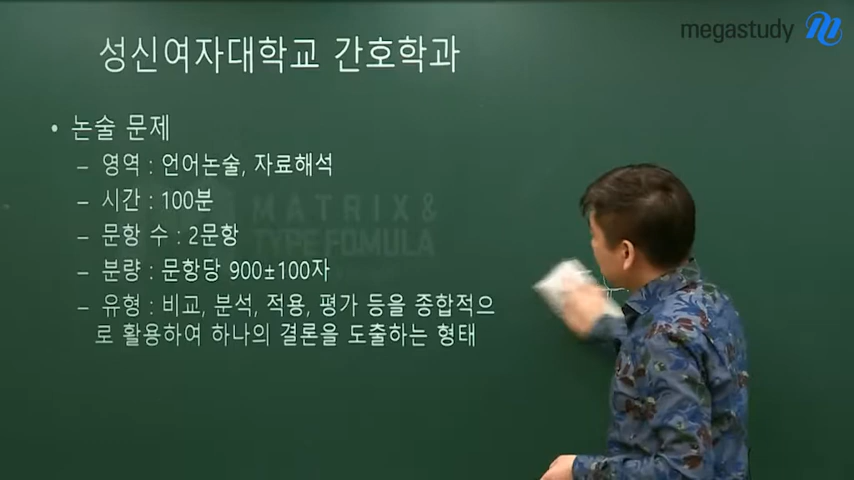 megastudy
성신여자대학교 간호학과
• 논술 문제
– 영역 : 언어논술, 자료해석
– 시간 : 100분
– 문항 수 : 2문항
– 분량 : 문항당 900±100자
– 유형 : 비교, 분석, 적용, 평가 등을 종합적으
로 활용하여 하나의 결론을 도출하는 형태
MATRIX &
TYPE FOMULA